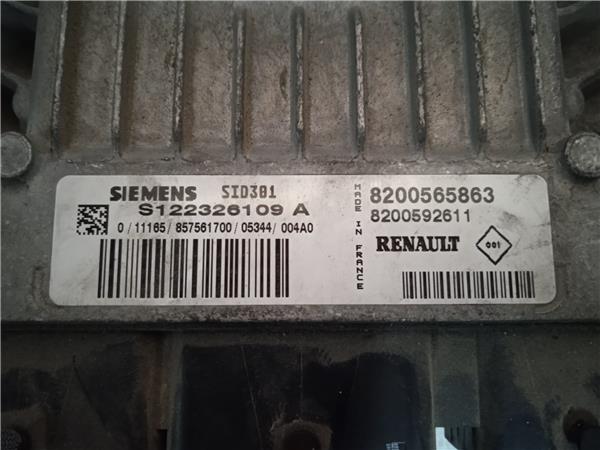 SIEMENS SID301
S122326109 A
0 / 11165 / 857561700 / 05344 / 004A0
MADE IN FRANCE
8200565863
8200592611
RENAULT 001